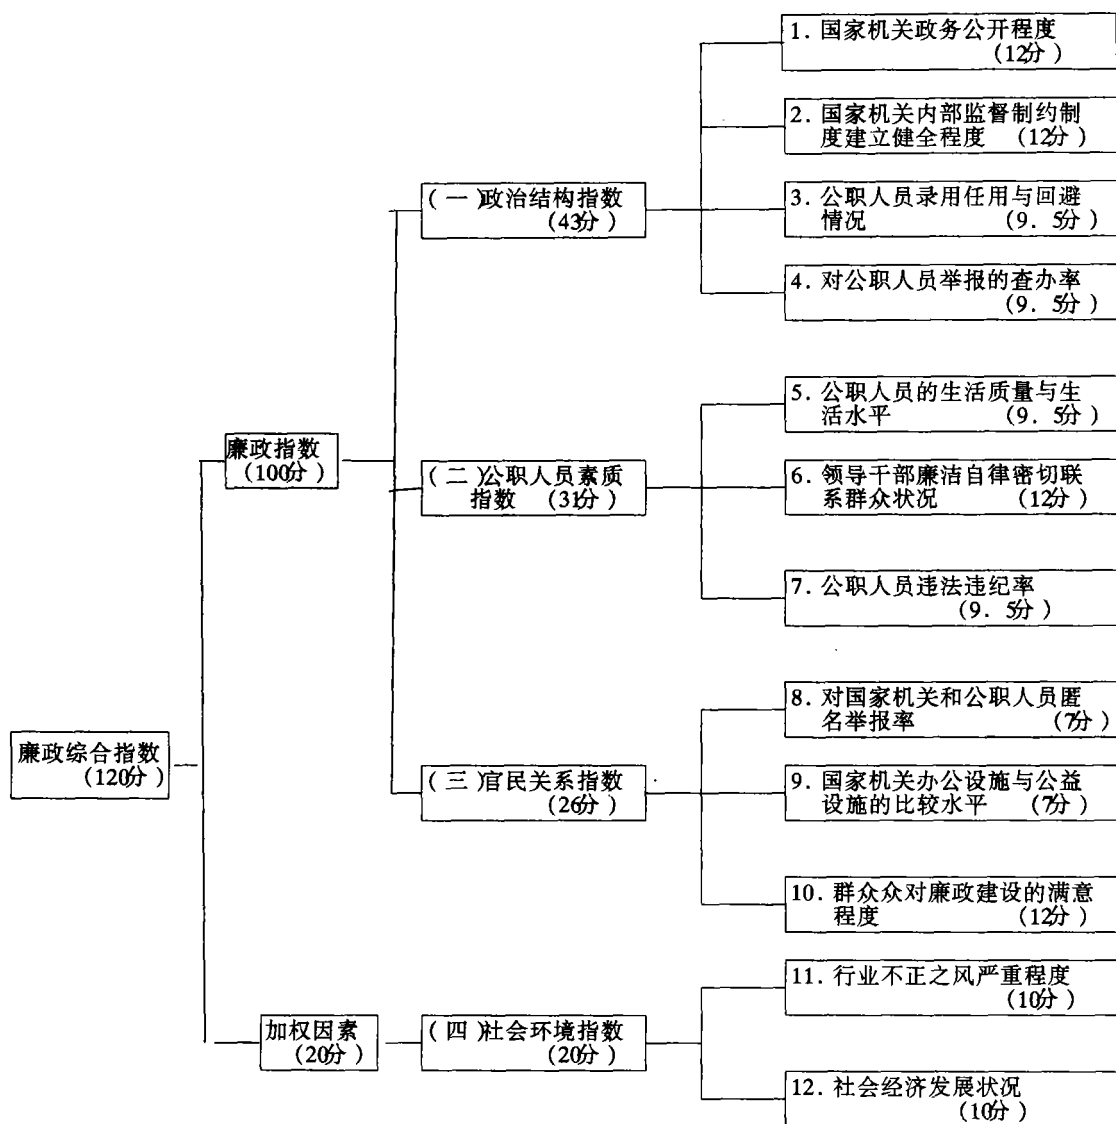 1. 国家机关政务公开程度
(12分)
2. 国家机关内部监督制约制
度建立健全程度 (12分)
(一)政治结构指数
(43分)
3. 公职人员录用任用与回避
情况 (9. 5分)
4. 对公职人员举报的查办率
(9. 5分)
5. 公职人员的生活质量与生
活水平 (9. 5分)
廉政指数
(100分)
(二)公职人员素质
指数 (31分)
6. 领导干部廉洁自律密切联
系群众状况 (12分)
7. 公职人员违法违纪率
(9. 5分)
8. 对国家机关和公职人员匿
名举报率 (7分)
廉政综合指数
(120分)
(三)官民关系指数
(26分)
9. 国家机关办公设施与公益
设施的比较水平 (7分)
10. 群众众对廉政建设的满意
程度 (12分)
11. 行业不正之风严重程度
(10分)
加权因素
(20分)
(四)社会环境指数
(20分)
12. 社会经济发展状况
(10分)